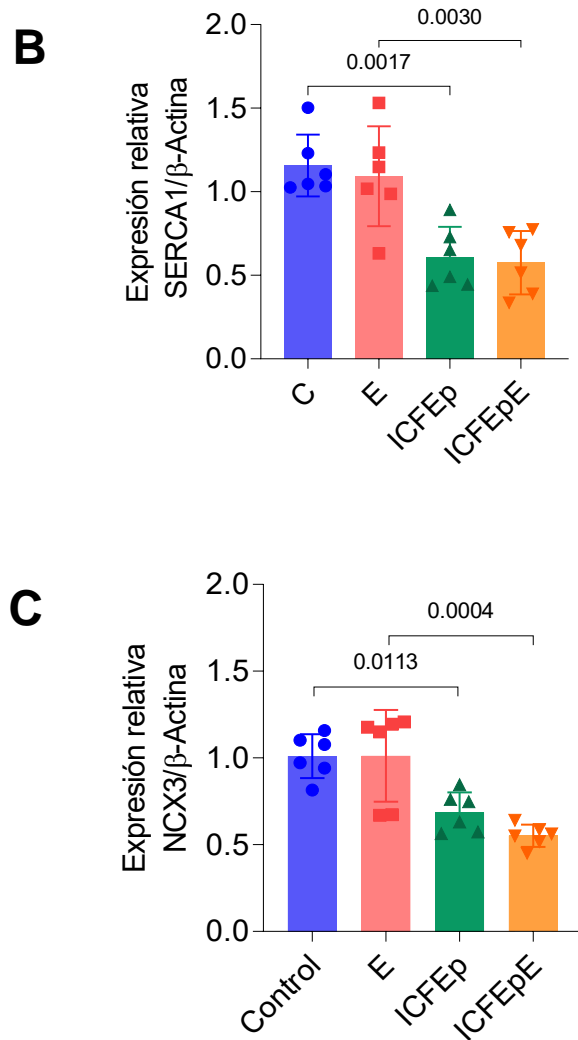 B
Expresión relativa
SERCA1/β-Actina
2.0
1.5
1.0
0.5
0.0
0.0030
0.0017
C
E
ICFEp
ICFEpE
C
Expresión relativa
NCX3/β-Actina
2.0
1.5
1.0
0.5
0.0
0.0004
0.0113
Control
E
ICFEp
ICFEpE